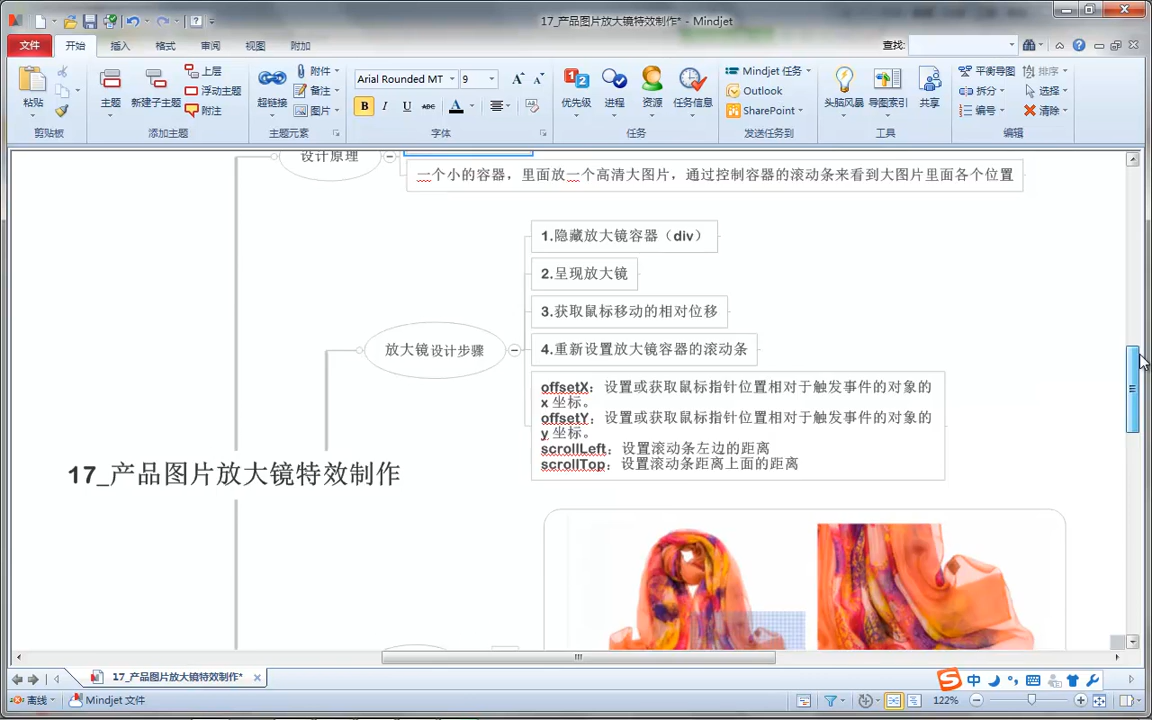 17_产品图片放大镜特效制作* - Mindjet
文件 开始 插入 格式 审阅 视图 附加 查找:
粘贴 主题 新建子主题 上层 浮动主题 附注 超链接 附件 备注 图片 Arial Rounded MT 9 优先级 进程 资源 任务信息 Mindjet 任务 Outlook SharePoint 头脑风暴 导图索引 共享 平衡导图 排序 拆分 选择 编号 清除
B I U ABC A
剪贴板 添加主题 主题元素 字体 任务 发送任务到 工具 编辑
设计原理
一个小的容器，里面放一个高清大图片，通过控制容器的滚动条来看到大图片里面各个位置
1.隐藏放大镜容器（div）
2.呈现放大镜
3.获取鼠标移动的相对位移
放大镜设计步骤
4.重新设置放大镜容器的滚动条
offsetX：设置或获取鼠标指针位置相对于触发事件的对象的
x 坐标。
offsetY：设置或获取鼠标指针位置相对于触发事件的对象的
y 坐标。
scrollLeft：设置滚动条左边的距离
scrollTop：设置滚动条距离上面的距离
17_产品图片放大镜特效制作
17_产品图片放大镜特效制作*
中
离线 Mindjet 文件 122%